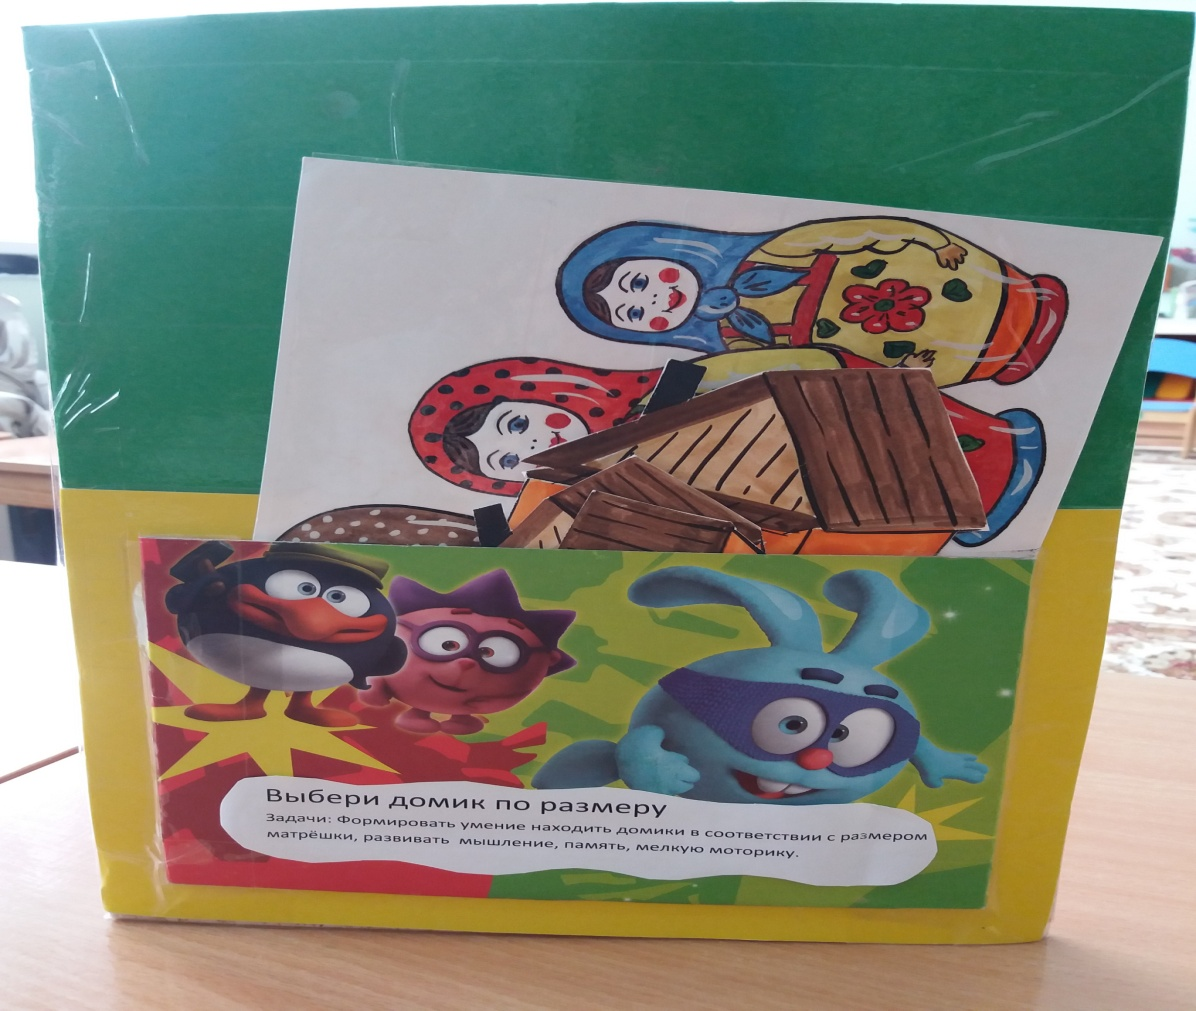 Выбери домик по размеру
Задачи: Формировать умение находить домики в соответствии с размером
матрёшки, развивать мышление, память, мелкую моторику.